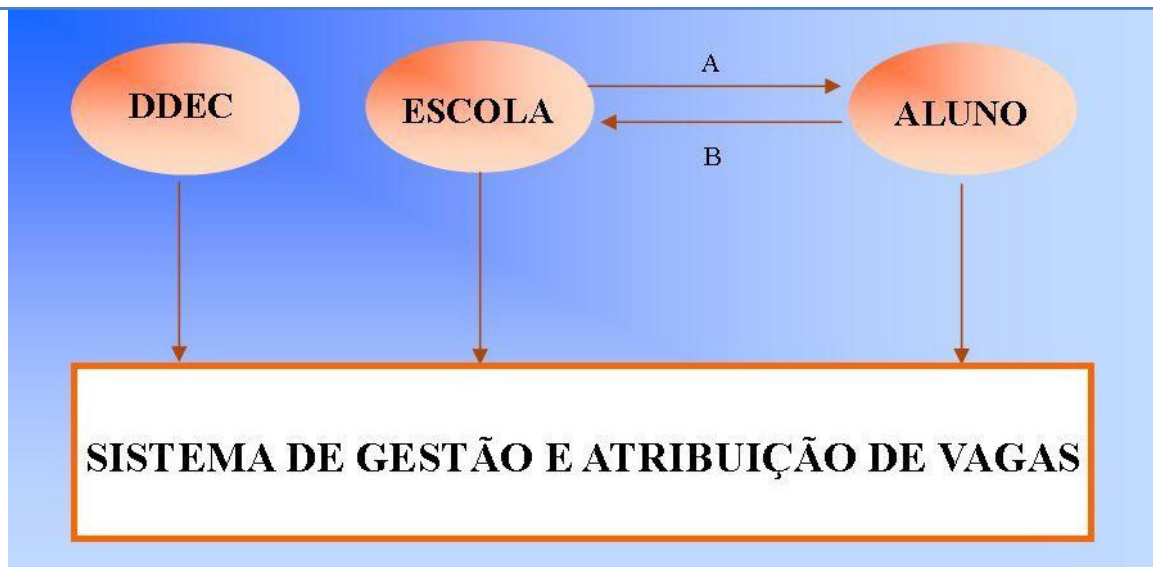 DDEC
ESCOLA
A
B
ALUNO
SISTEMA DE GESTÃO E ATRIBUIÇÃO DE VAGAS